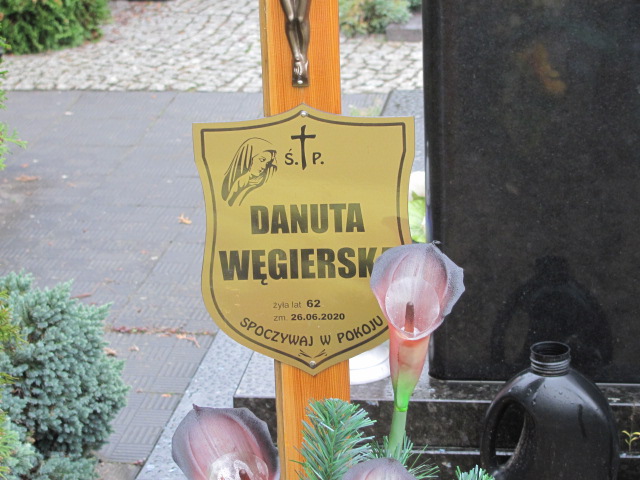 Ś. P.
DANUTA
WĘGIERSKA
żyła lat 62
zm. 26.06.2020
SPOCZYWAJ W POKOJU